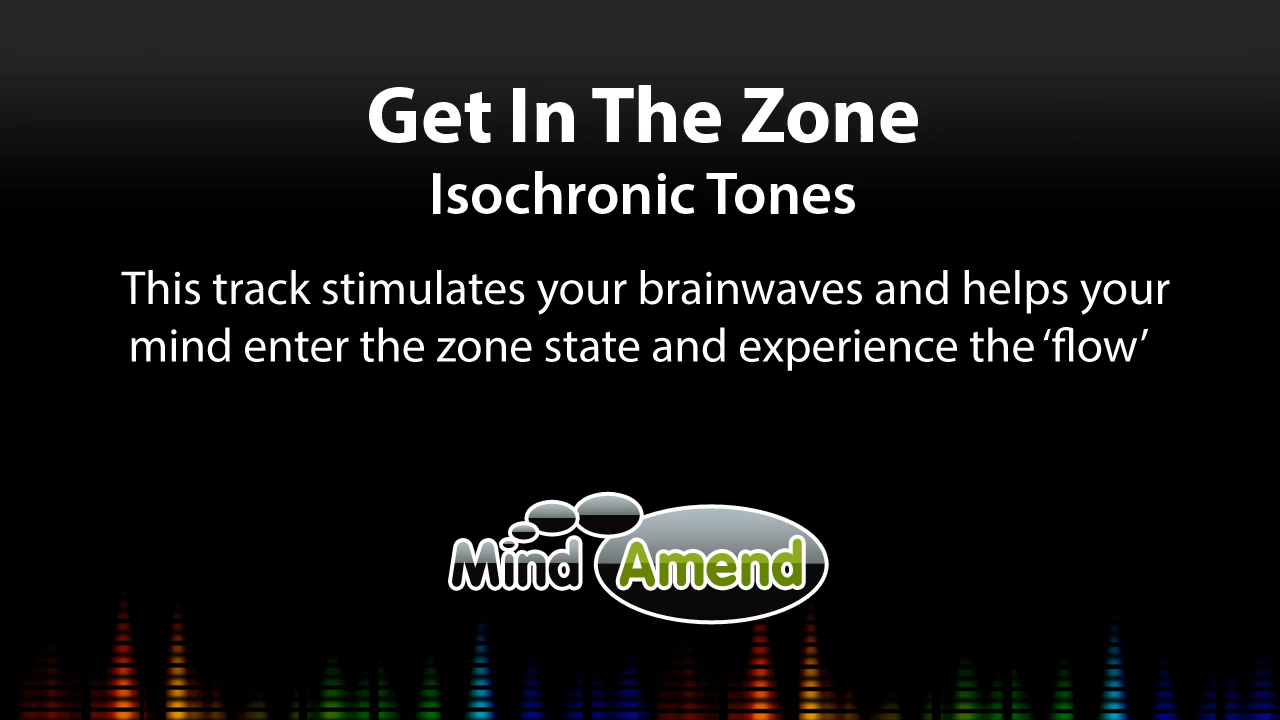 Get In The Zone
Isochronic Tones
This track stimulates your brainwaves and helps your
mind enter the zone state and experience the ‘flow’
Mind Amend